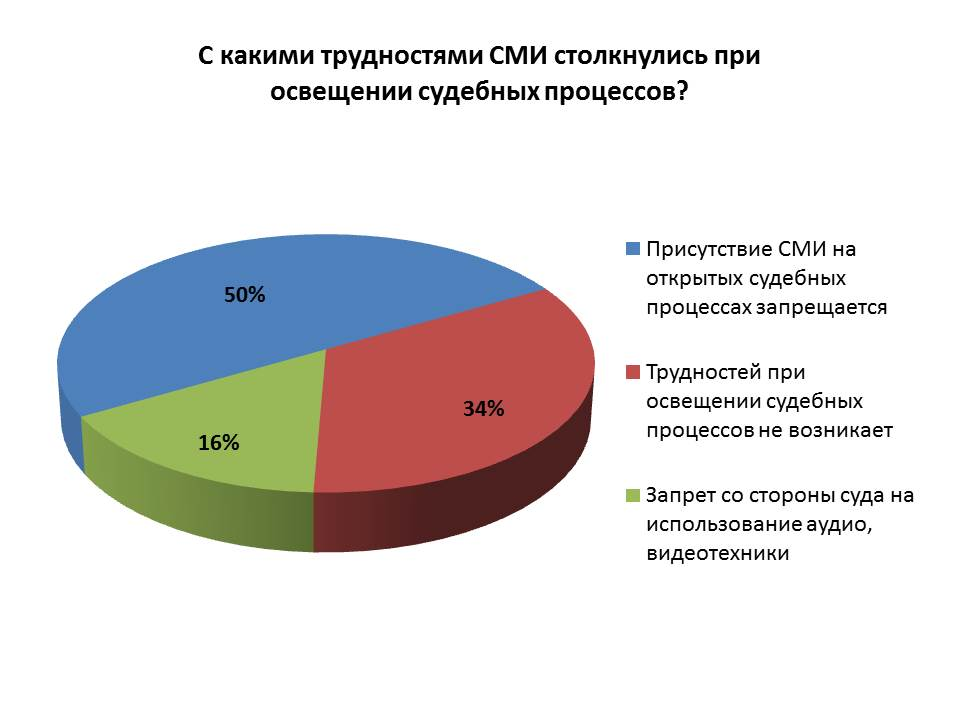 С какими трудностями СМИ столкнулись при
освещении судебных процессов?
50%
34%
16%
Присутствие СМИ на
открытых судебных
процессах запрещается
Трудностей при
освещении судебных
процессов не возникает
Запрет со стороны суда на
использование аудио,
видеотехники